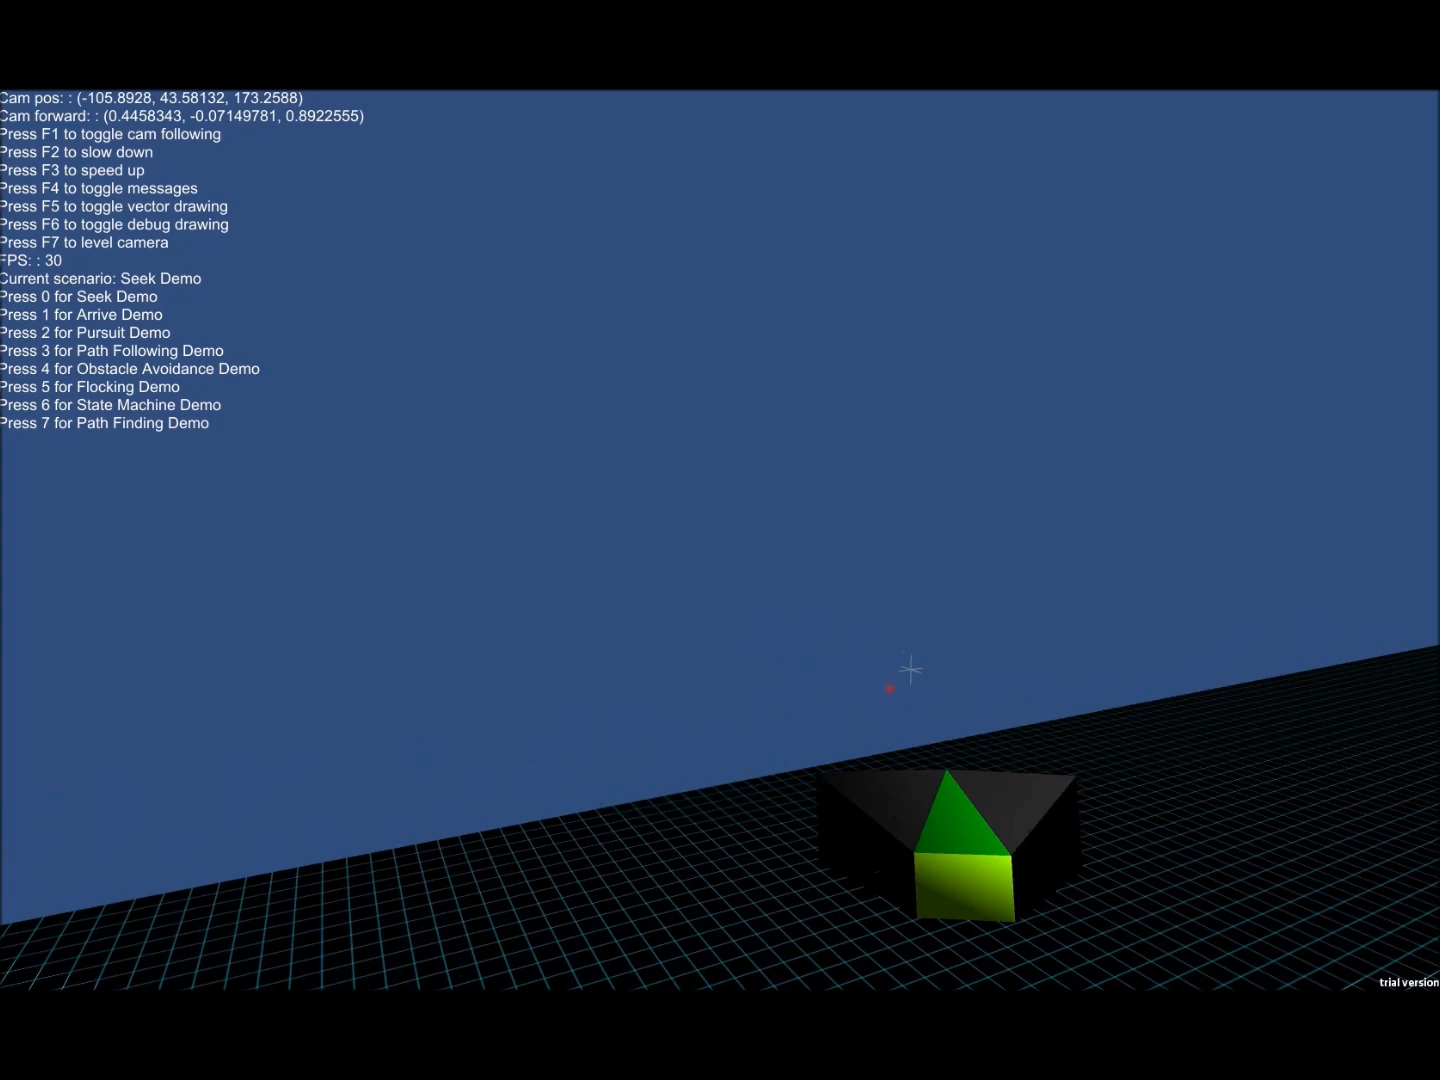 Cam pos: : (-105.8928, 43.58132, 173.2588)
Cam forward: : (0.4458343, -0.07149781, 0.8922555)
Press F1 to toggle cam following
Press F2 to slow down
Press F3 to speed up
Press F4 to toggle messages
Press F5 to toggle vector drawing
Press F6 to toggle debug drawing
Press F7 to level camera
FPS: : 30
Current scenario: Seek Demo
Press 0 for Seek Demo
Press 1 for Arrive Demo
Press 2 for Pursuit Demo
Press 3 for Path Following Demo
Press 4 for Obstacle Avoidance Demo
Press 5 for Flocking Demo
Press 6 for State Machine Demo
Press 7 for Path Finding Demo
trial version